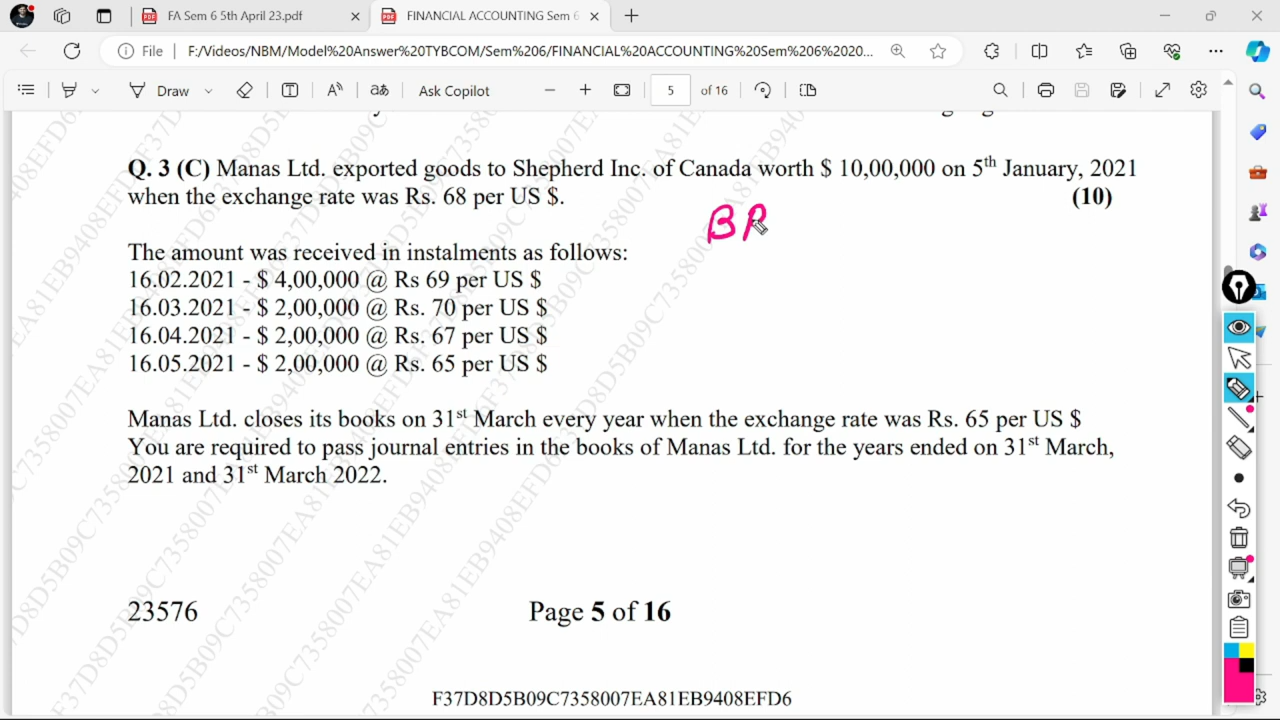 FA Sem 6 5th April 23.pdf
FINANCIAL ACCOUNTING Sem 6
File
F:/Videos/NBM/Model%20Answer%20TYBCOM/Sem%206/FINANCIAL%20ACCOUNTING%20Sem%206%2020...
Draw
aあ
Ask Copilot
5 of 16
Q. 3 (C) Manas Ltd. exported goods to Shepherd Inc. of Canada worth $ 10,00,000 on 5th January, 2021
when the exchange rate was Rs. 68 per US $. (10)
The amount was received in instalments as follows:
16.02.2021 - $ 4,00,000 @ Rs 69 per US $
16.03.2021 - $ 2,00,000 @ Rs. 70 per US $
16.04.2021 - $ 2,00,000 @ Rs. 67 per US $
16.05.2021 - $ 2,00,000 @ Rs. 65 per US $
Manas Ltd. closes its books on 31st March every year when the exchange rate was Rs. 65 per US $
You are required to pass journal entries in the books of Manas Ltd. for the years ended on 31st March,
2021 and 31st March 2022.
23576
Page 5 of 16
F37D8D5B09C7358007EA81EB9408EFD6